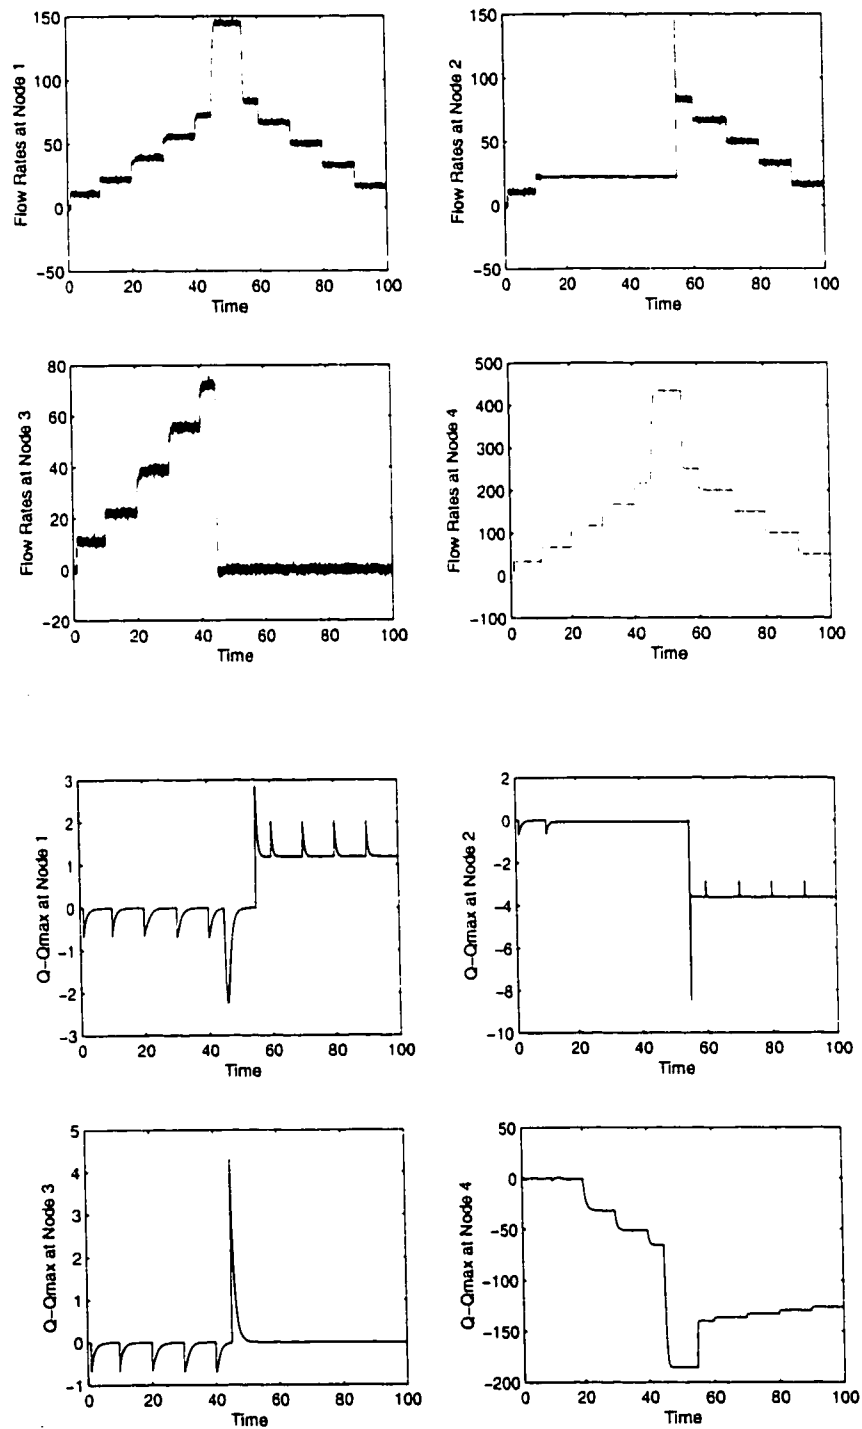 Flow Rates at Node 1
150
100
50
0
−50
0 20 40 60 80 100
Time
Flow Rates at Node 2
150
100
50
0
−50
0 20 40 60 80 100
Time
Flow Rates at Node 3
80
60
40
20
0
−20
0 20 40 60 80 100
Time
Flow Rates at Node 4
500
400
300
200
100
0
−100
0 20 40 60 80 100
Time
Q−Qmax at Node 1
3
2
1
0
−1
−2
−3
0 20 40 60 80 100
Time
Q−Qmax at Node 2
2
0
−2
−4
−6
−8
−10
0 20 40 60 80 100
Time
Q−Qmax at Node 3
5
4
3
2
1
0
−1
0 20 40 60 80 100
Time
Q−Qmax at Node 4
50
0
−50
−100
−150
−200
0 20 40 60 80 100
Time